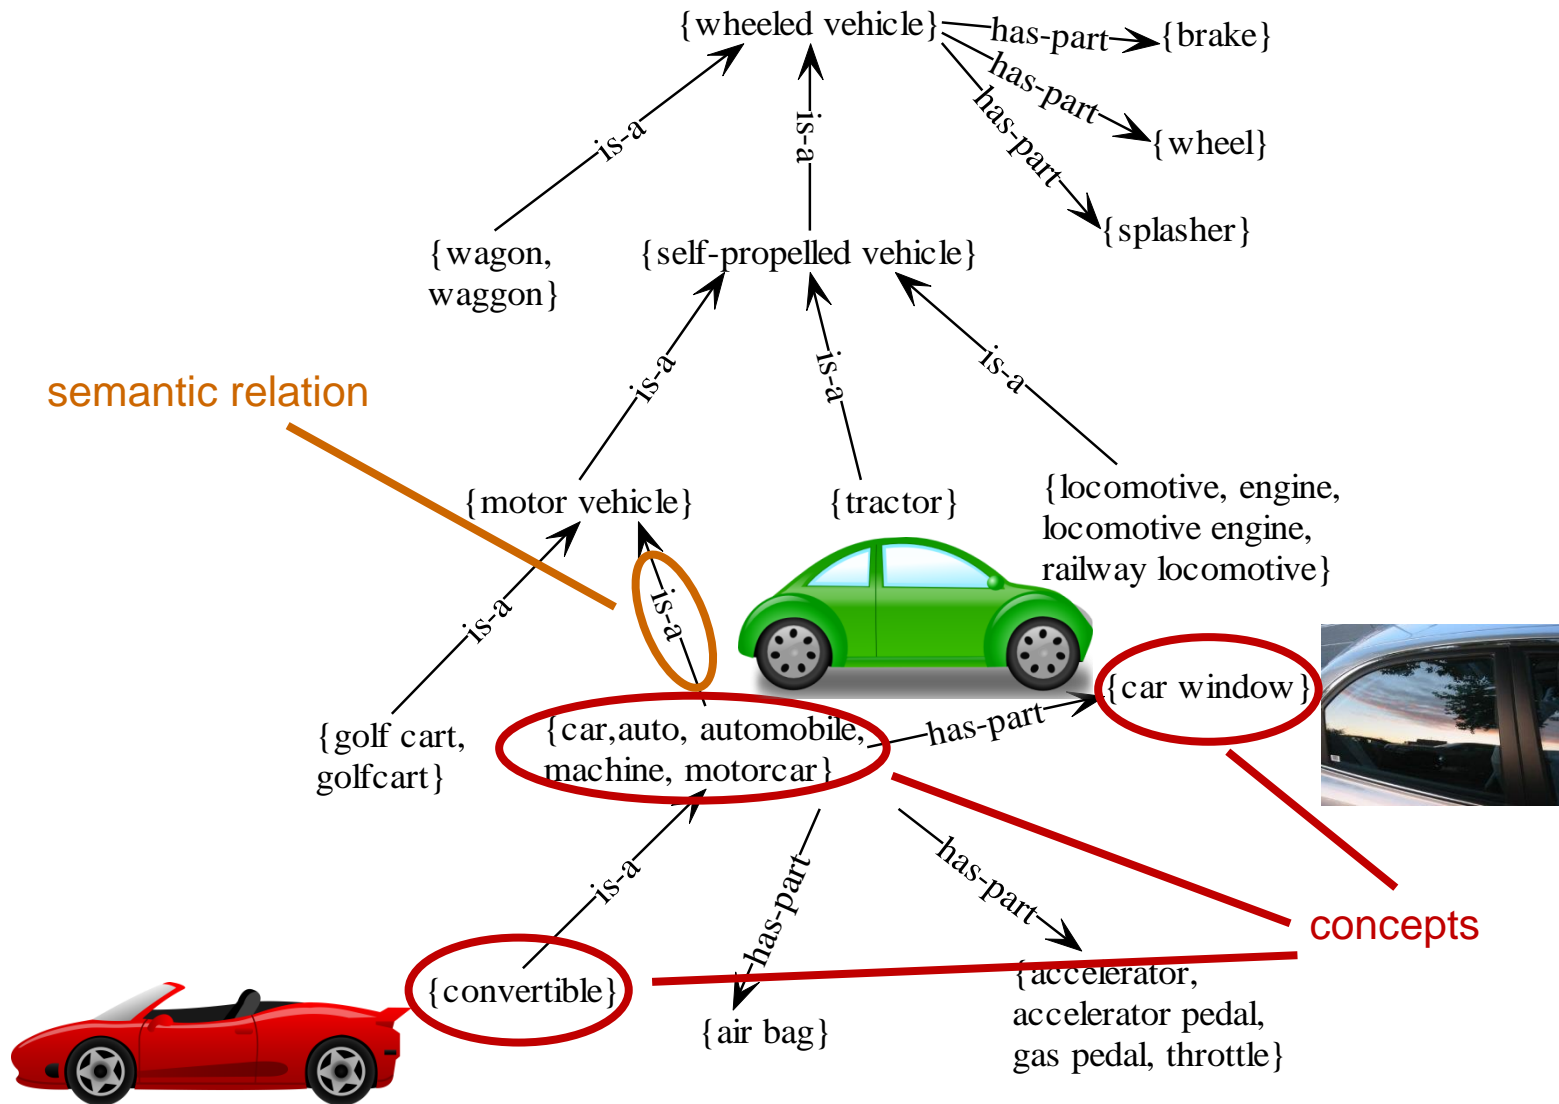 {wheeled vehicle}
has-part
{brake}
has-part
{wheel}
has-part
{splasher}
is-a
is-a
{wagon,
waggon}
{self-propelled vehicle}
is-a
is-a
is-a
semantic relation
{motor vehicle}
{tractor}
{locomotive, engine,
locomotive engine,
railway locomotive}
is-a
is-a
{golf cart,
golfcart}
{car,auto, automobile,
machine, motorcar}
has-part
{car window}
is-a
has-part
has-part
concepts
{convertible}
{air bag}
{accelerator,
accelerator pedal,
gas pedal, throttle}